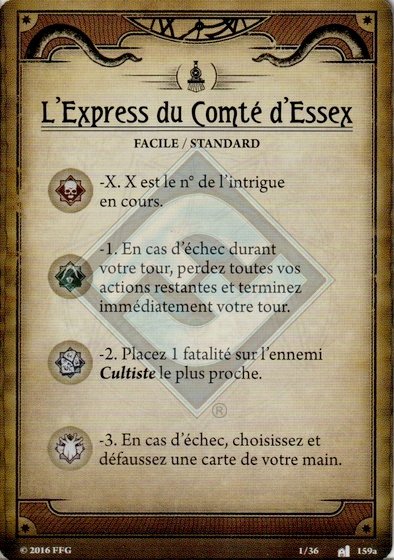 L'Express du Comté d'Essex
FACILE / STANDARD
-X. X est le n° de l'intrigue
en cours.
-1. En cas d'échec durant
votre tour, perdez toutes vos
actions restantes et terminez
immédiatement votre tour.
-2. Placez 1 fatalité sur l'ennemi
Cultiste le plus proche.
®
-3. En cas d'échec, choisissez et
défaussez une carte de votre main.
© 2016 FFG 1/36 159a